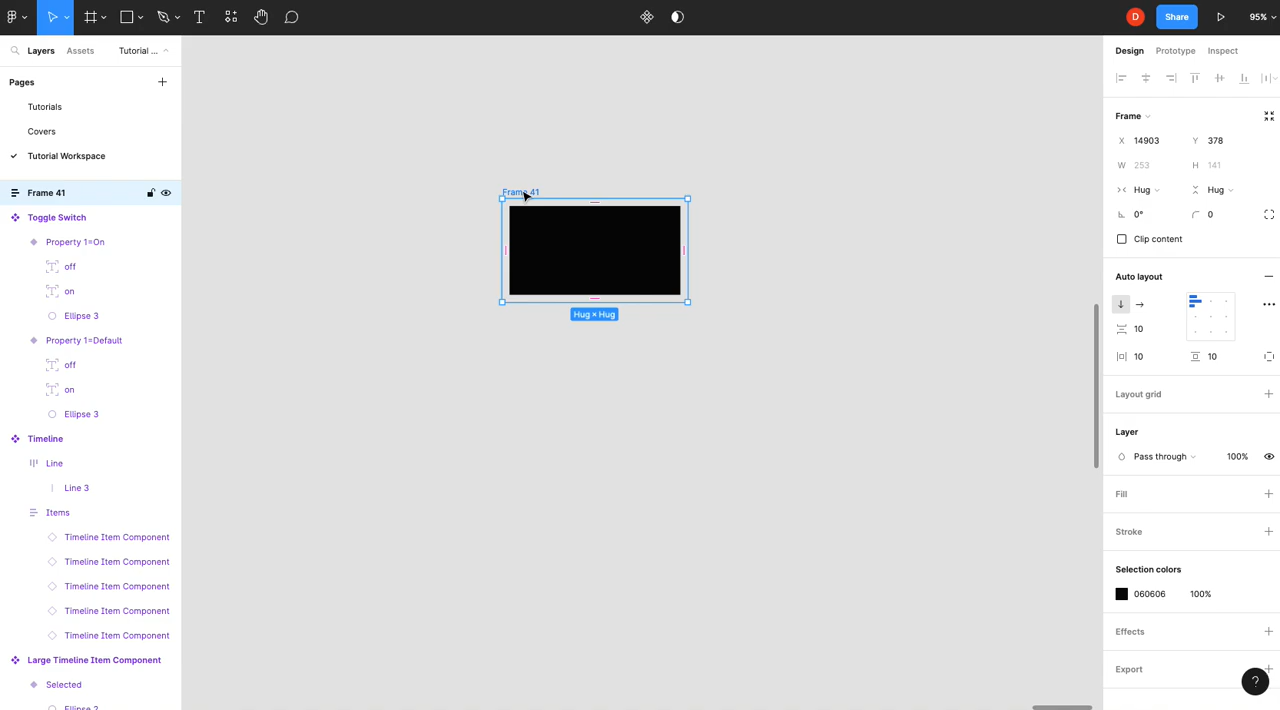 D
Share
95%
Layers Assets Tutorial ...
Pages
Tutorials
Covers
Tutorial Workspace
Frame 41
Toggle Switch
Property 1=On
off
on
Ellipse 3
Property 1=Default
off
on
Ellipse 3
Timeline
Line
Line 3
Items
Timeline Item Component
Timeline Item Component
Timeline Item Component
Timeline Item Component
Timeline Item Component
Large Timeline Item Component
Selected
Ellipse 2
Frame 41
Hug × Hug
Design Prototype Inspect
Frame
X 14903 Y 378
W 253 H 141
Hug Hug
0° 0
Clip content
Auto layout
10
10 10
Layout grid
Layer
Pass through 100%
Fill
Stroke
Selection colors
060606 100%
Effects
Export
?